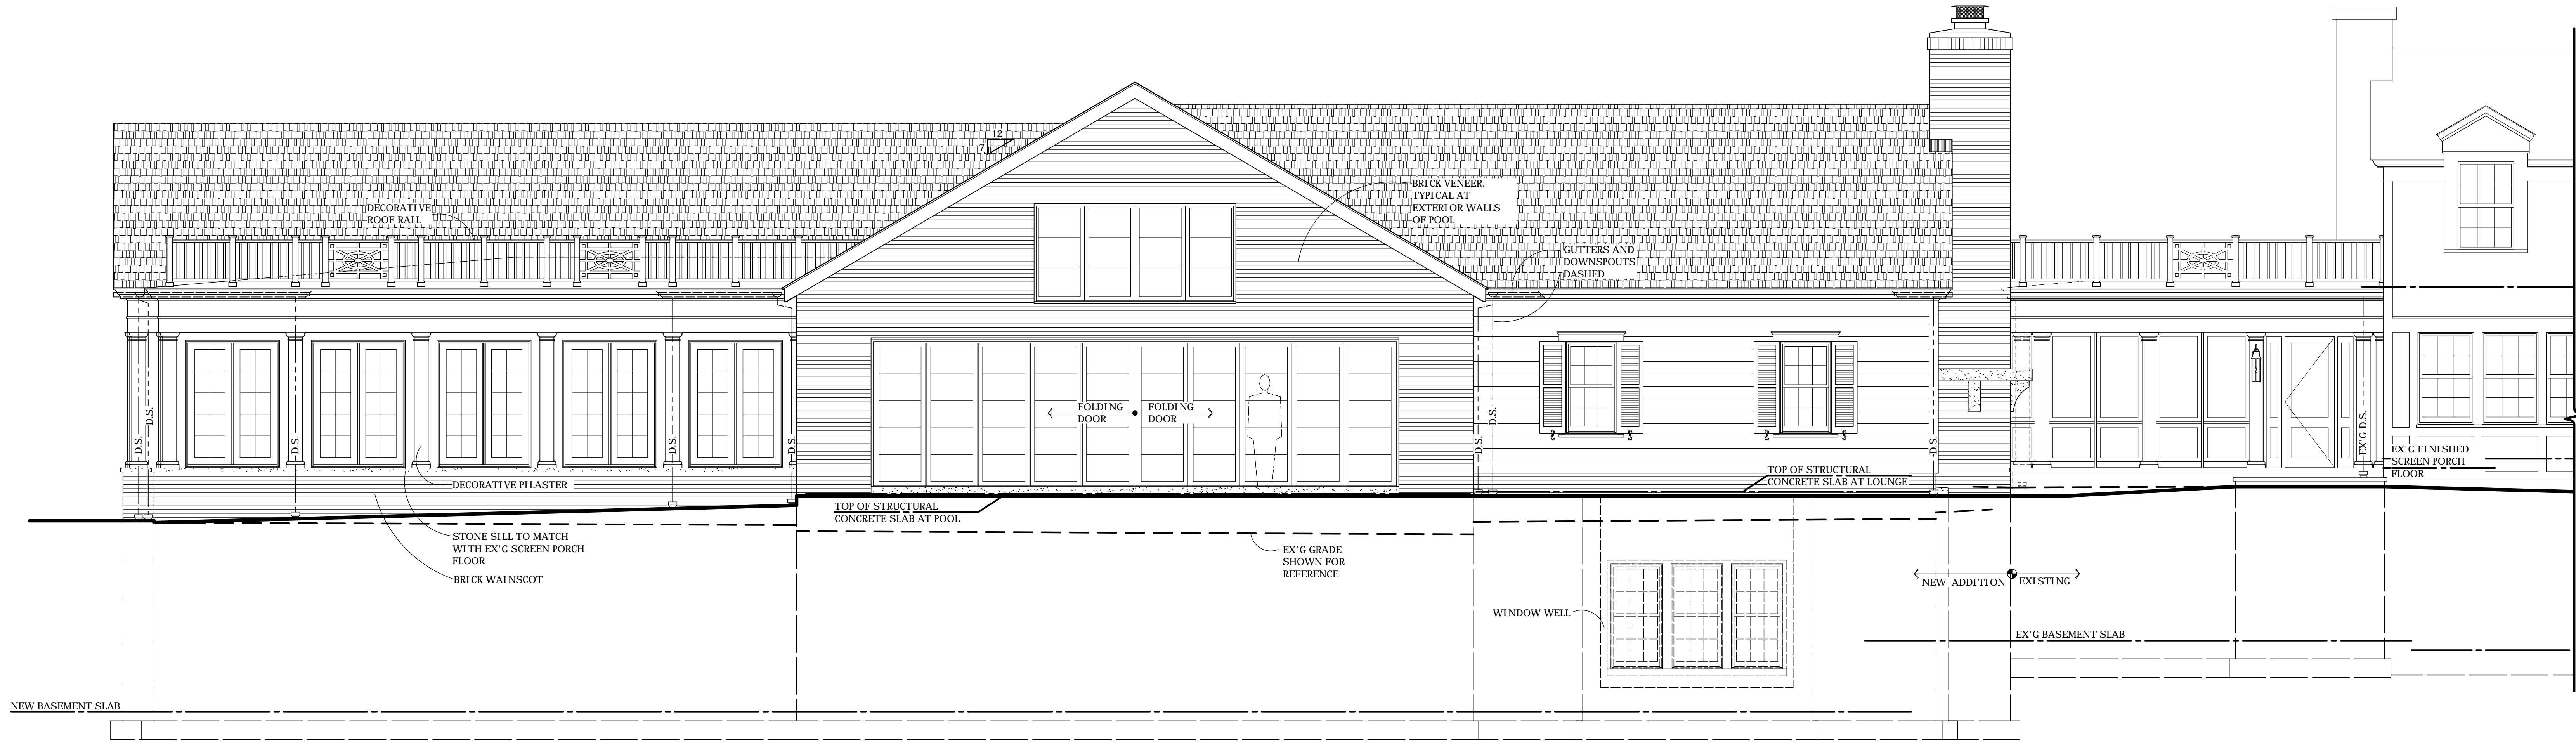 12
7
DECORATIVE
ROOF RAIL
BRICK VENEER.
TYPICAL AT
EXTERIOR WALLS
OF POOL
GUTTERS AND
DOWNSPOUTS
DASHED
FOLDING
DOOR
FOLDING
DOOR
D.S.
D.S.
D.S.
D.S.
D.S.
D.S.
D.S.
D.S.
EX'G D.S.
EX'G FINISHED
SCREEN PORCH
FLOOR
DECORATIVE PILASTER
TOP OF STRUCTURAL
CONCRETE SLAB AT LOUNGE
TOP OF STRUCTURAL
CONCRETE SLAB AT POOL
STONE SILL TO MATCH
WITH EX'G SCREEN PORCH
FLOOR
BRICK WAINSCOT
EX'G GRADE
SHOWN FOR
REFERENCE
NEW ADDITION
EXISTING
WINDOW WELL
EX'G BASEMENT SLAB
NEW BASEMENT SLAB